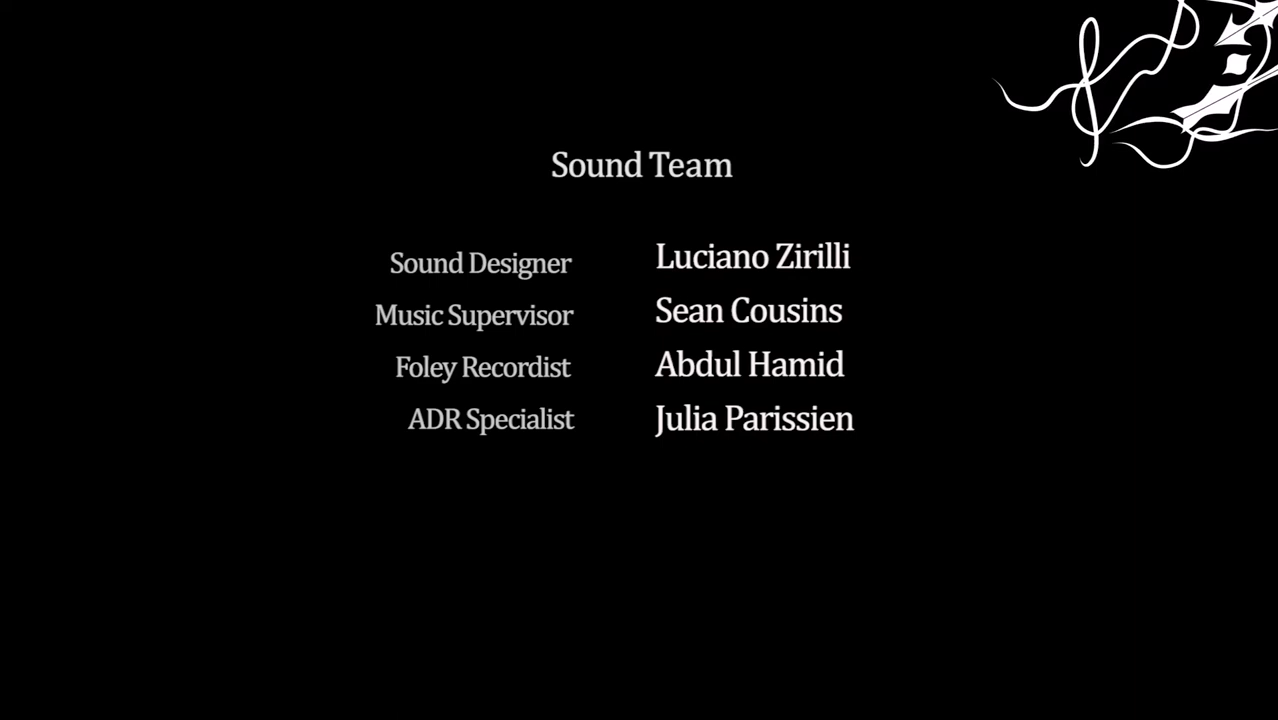 Sound Team
Sound Designer Luciano Zirilli
Music Supervisor Sean Cousins
Foley Recordist Abdul Hamid
ADR Specialist Julia Parissien